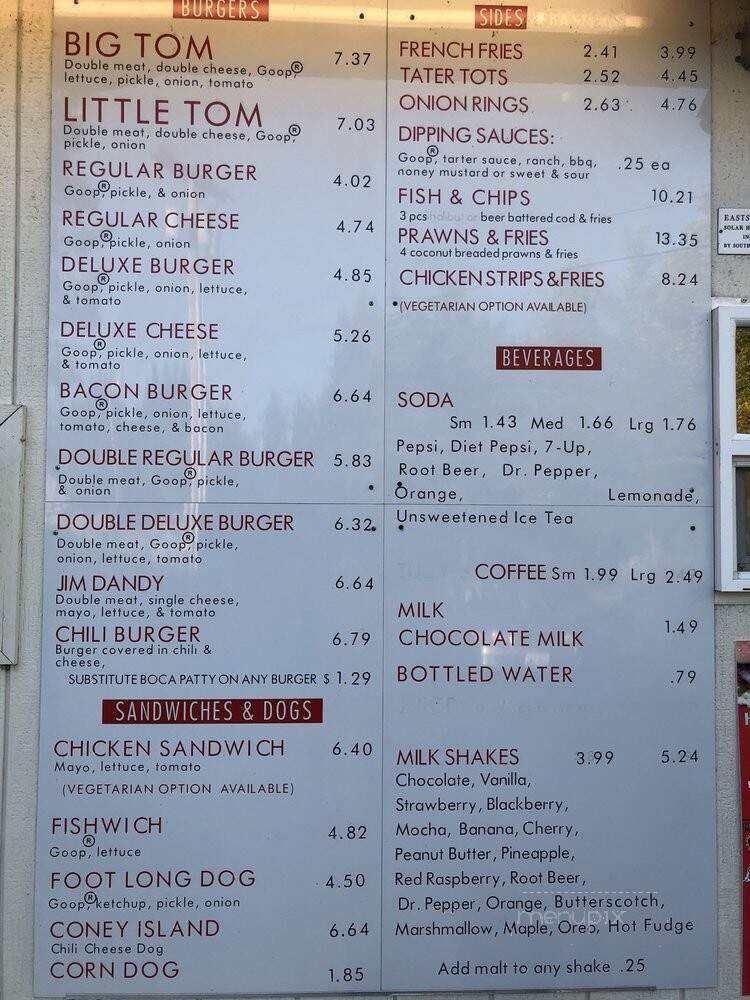 BURGERS
BIG TOM 7.37
Double meat, double cheese, Goop,®
lettuce, pickle, onion, tomato
LITTLE TOM 7.03
Double meat, double cheese, Goop,®
pickle, onion
REGULAR BURGER 4.02
Goop,® pickle, & onion
REGULAR CHEESE 4.74
Goop,® pickle, onion
DELUXE BURGER 4.85
Goop,® pickle, onion, lettuce,
& tomato
DELUXE CHEESE 5.26
Goop,® pickle, onion, lettuce,
& tomato
BACON BURGER 6.64
Goop,® pickle, onion, lettuce,
tomato, cheese, & bacon
DOUBLE REGULAR BURGER 5.83
Double meat, Goop,® pickle,
& onion
DOUBLE DELUXE BURGER 6.32
Double meat, Goop,® pickle,
onion, lettuce, tomato
JIM DANDY 6.64
Double meat, single cheese,
mayo, lettuce, & tomato
CHILI BURGER 6.79
Burger covered in chili &
cheese,
SUBSTITUTE BOCA PATTY ON ANY BURGER $ 1.29
SANDWICHES & DOGS
CHICKEN SANDWICH 6.40
Mayo, lettuce, tomato
(VEGETARIAN OPTION AVAILABLE)
FISHWICH 4.82
Goop,® lettuce
FOOT LONG DOG 4.50
Goop,® ketchup, pickle, onion
CONEY ISLAND 6.64
Chili Cheese Dog
CORN DOG 1.85
SIDES
FRENCH FRIES 2.41 3.99
TATER TOTS 2.52 4.45
ONION RINGS 2.63 4.76
DIPPING SAUCES:
Goop,® tarter sauce, ranch, bbq, .25 ea
noney mustard or sweet & sour
FISH & CHIPS 10.21
3 pcs halibut or beer battered cod & fries
PRAWNS & FRIES 13.35
4 coconut breaded prawns & fries
CHICKEN STRIPS & FRIES 8.24
(VEGETARIAN OPTION AVAILABLE)
BEVERAGES
SODA
Sm 1.43 Med 1.66 Lrg 1.76
Pepsi, Diet Pepsi, 7-Up,
Root Beer, Dr. Pepper,
Orange, Lemonade,
Unsweetened Ice Tea
COFFEE Sm 1.99 Lrg 2.49
MILK
CHOCOLATE MILK 1.49
BOTTLED WATER .79
MILK SHAKES 3.99 5.24
Chocolate, Vanilla,
Strawberry, Blackberry,
Mocha, Banana, Cherry,
Peanut Butter, Pineapple,
Red Raspberry, Root Beer,
Dr. Pepper, Orange, Butterscotch,
Marshmallow, Maple, Oreo, Hot Fudge
Add malt to any shake .25
menupix
EASTS
SOLAR H
BY SOUTH